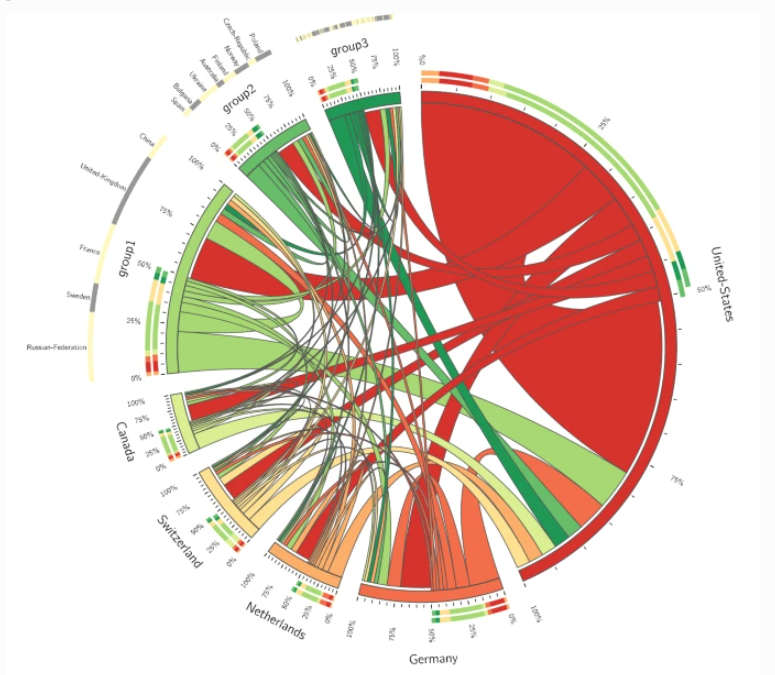 group3
Poland
Czech-Republic
Norway
Finland
Australia
Ukraine
Bulgaria
Spain
group2
0%
25%
50%
75%
100%
0%
25%
50%
75%
100%
0%
25%
50%
75%
100%
China
United-Kingdom
France
Sweden
Russian-Federation
group1
0%
25%
50%
75%
100%
United-States
Canada
100%
75%
50%
25%
0%
Switzerland
100%
75%
50%
25%
0%
Netherlands
100%
75%
50%
25%
0%
Germany
100%
75%
50%
25%
0%